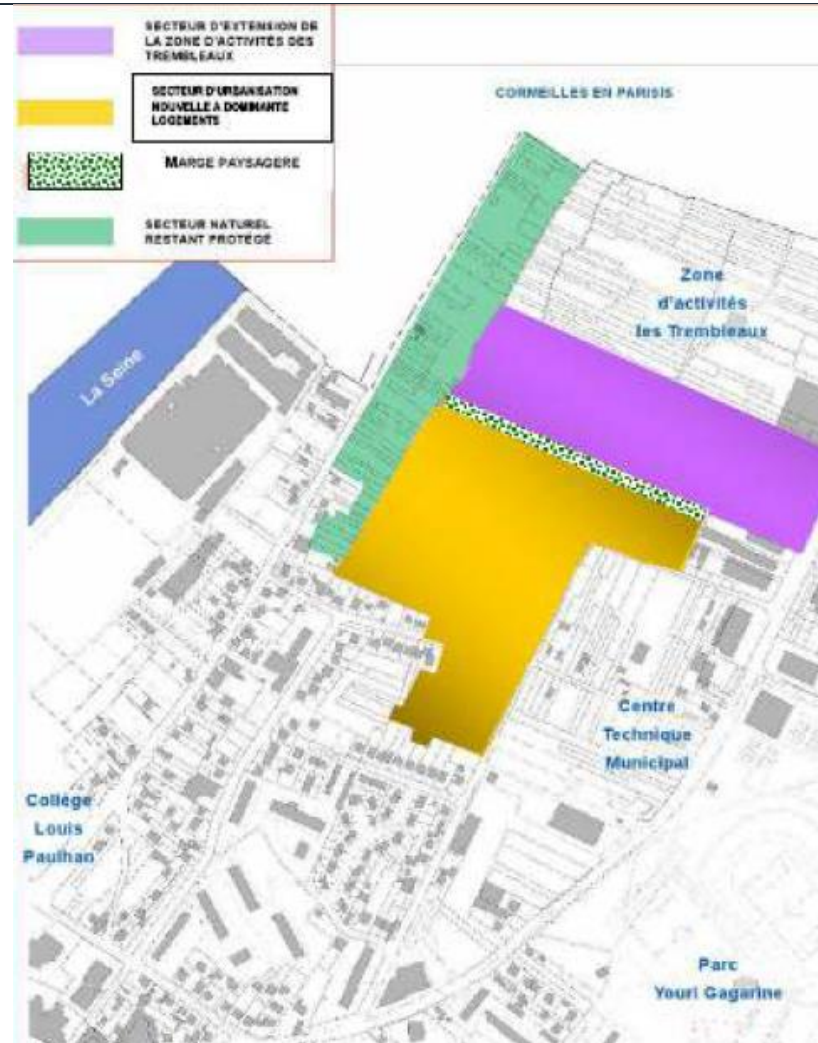 SECTEUR D'EXTENSION DE
LA ZONE D'ACTIVITÉS DES
TREMBLEAUX
SECTEUR D'URBANISATION
NOUVELLE A DOMINANTE
LOGEMENTS
MARGE PAYSAGERE
SECTEUR NATUREL
RESTANT PROTÉGÉ
CORMEILLES EN PARISIS
Zone
d'activités
les Trembleaux
La Seine
Centre
Technique
Municipal
Collége
Louis
Paulhan
Parc
Youri Gagarine